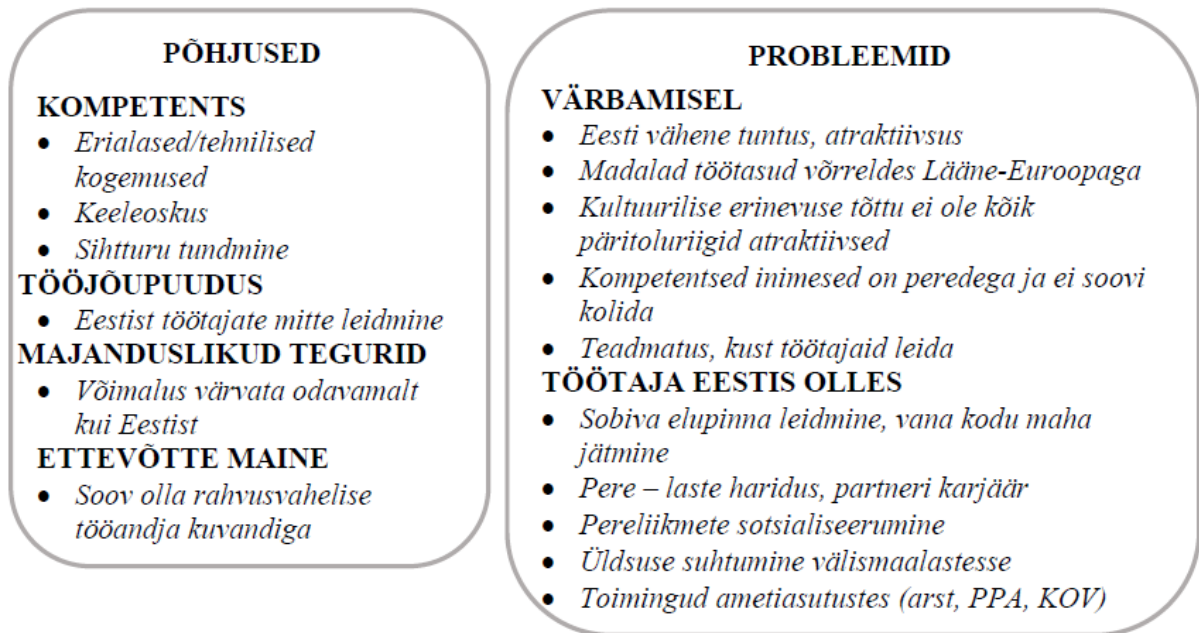 PÕHJUSED
KOMPETENTS
• Erialased/tehnilised
kogemused
• Keeleoskus
• Sihtturu tundmine
TÖÖJÕUPUUDUS
• Eestist töötajate mitte leidmine
MAJANDUSLIKUD TEGURID
• Võimalus värvata odavamalt
kui Eestist
ETTEVÕTTE MAINE
• Soov olla rahvusvahelise
tööandja kuvandiga
PROBLEEMID
VÄRBAMISEL
• Eesti vähene tuntus, atraktiivsus
• Madalad töötasud võrreldes Lääne-Euroopaga
• Kultuurilise erinevuse tõttu ei ole kõik
päritoluriigid atraktiivsed
• Kompetentsed inimesed on peredega ja ei soovi
kolida
• Teadmatus, kust töötajaid leida
TÖÖTAJA EESTIS OLLES
• Sobiva elupinna leidmine, vana kodu maha
jätmine
• Pere – laste haridus, partneri karjäär
• Pereliikmete sotsialiseerumine
• Üldsuse suhtumine välismaalastesse
• Toimingud ametiasutustes (arst, PPA, KOV)